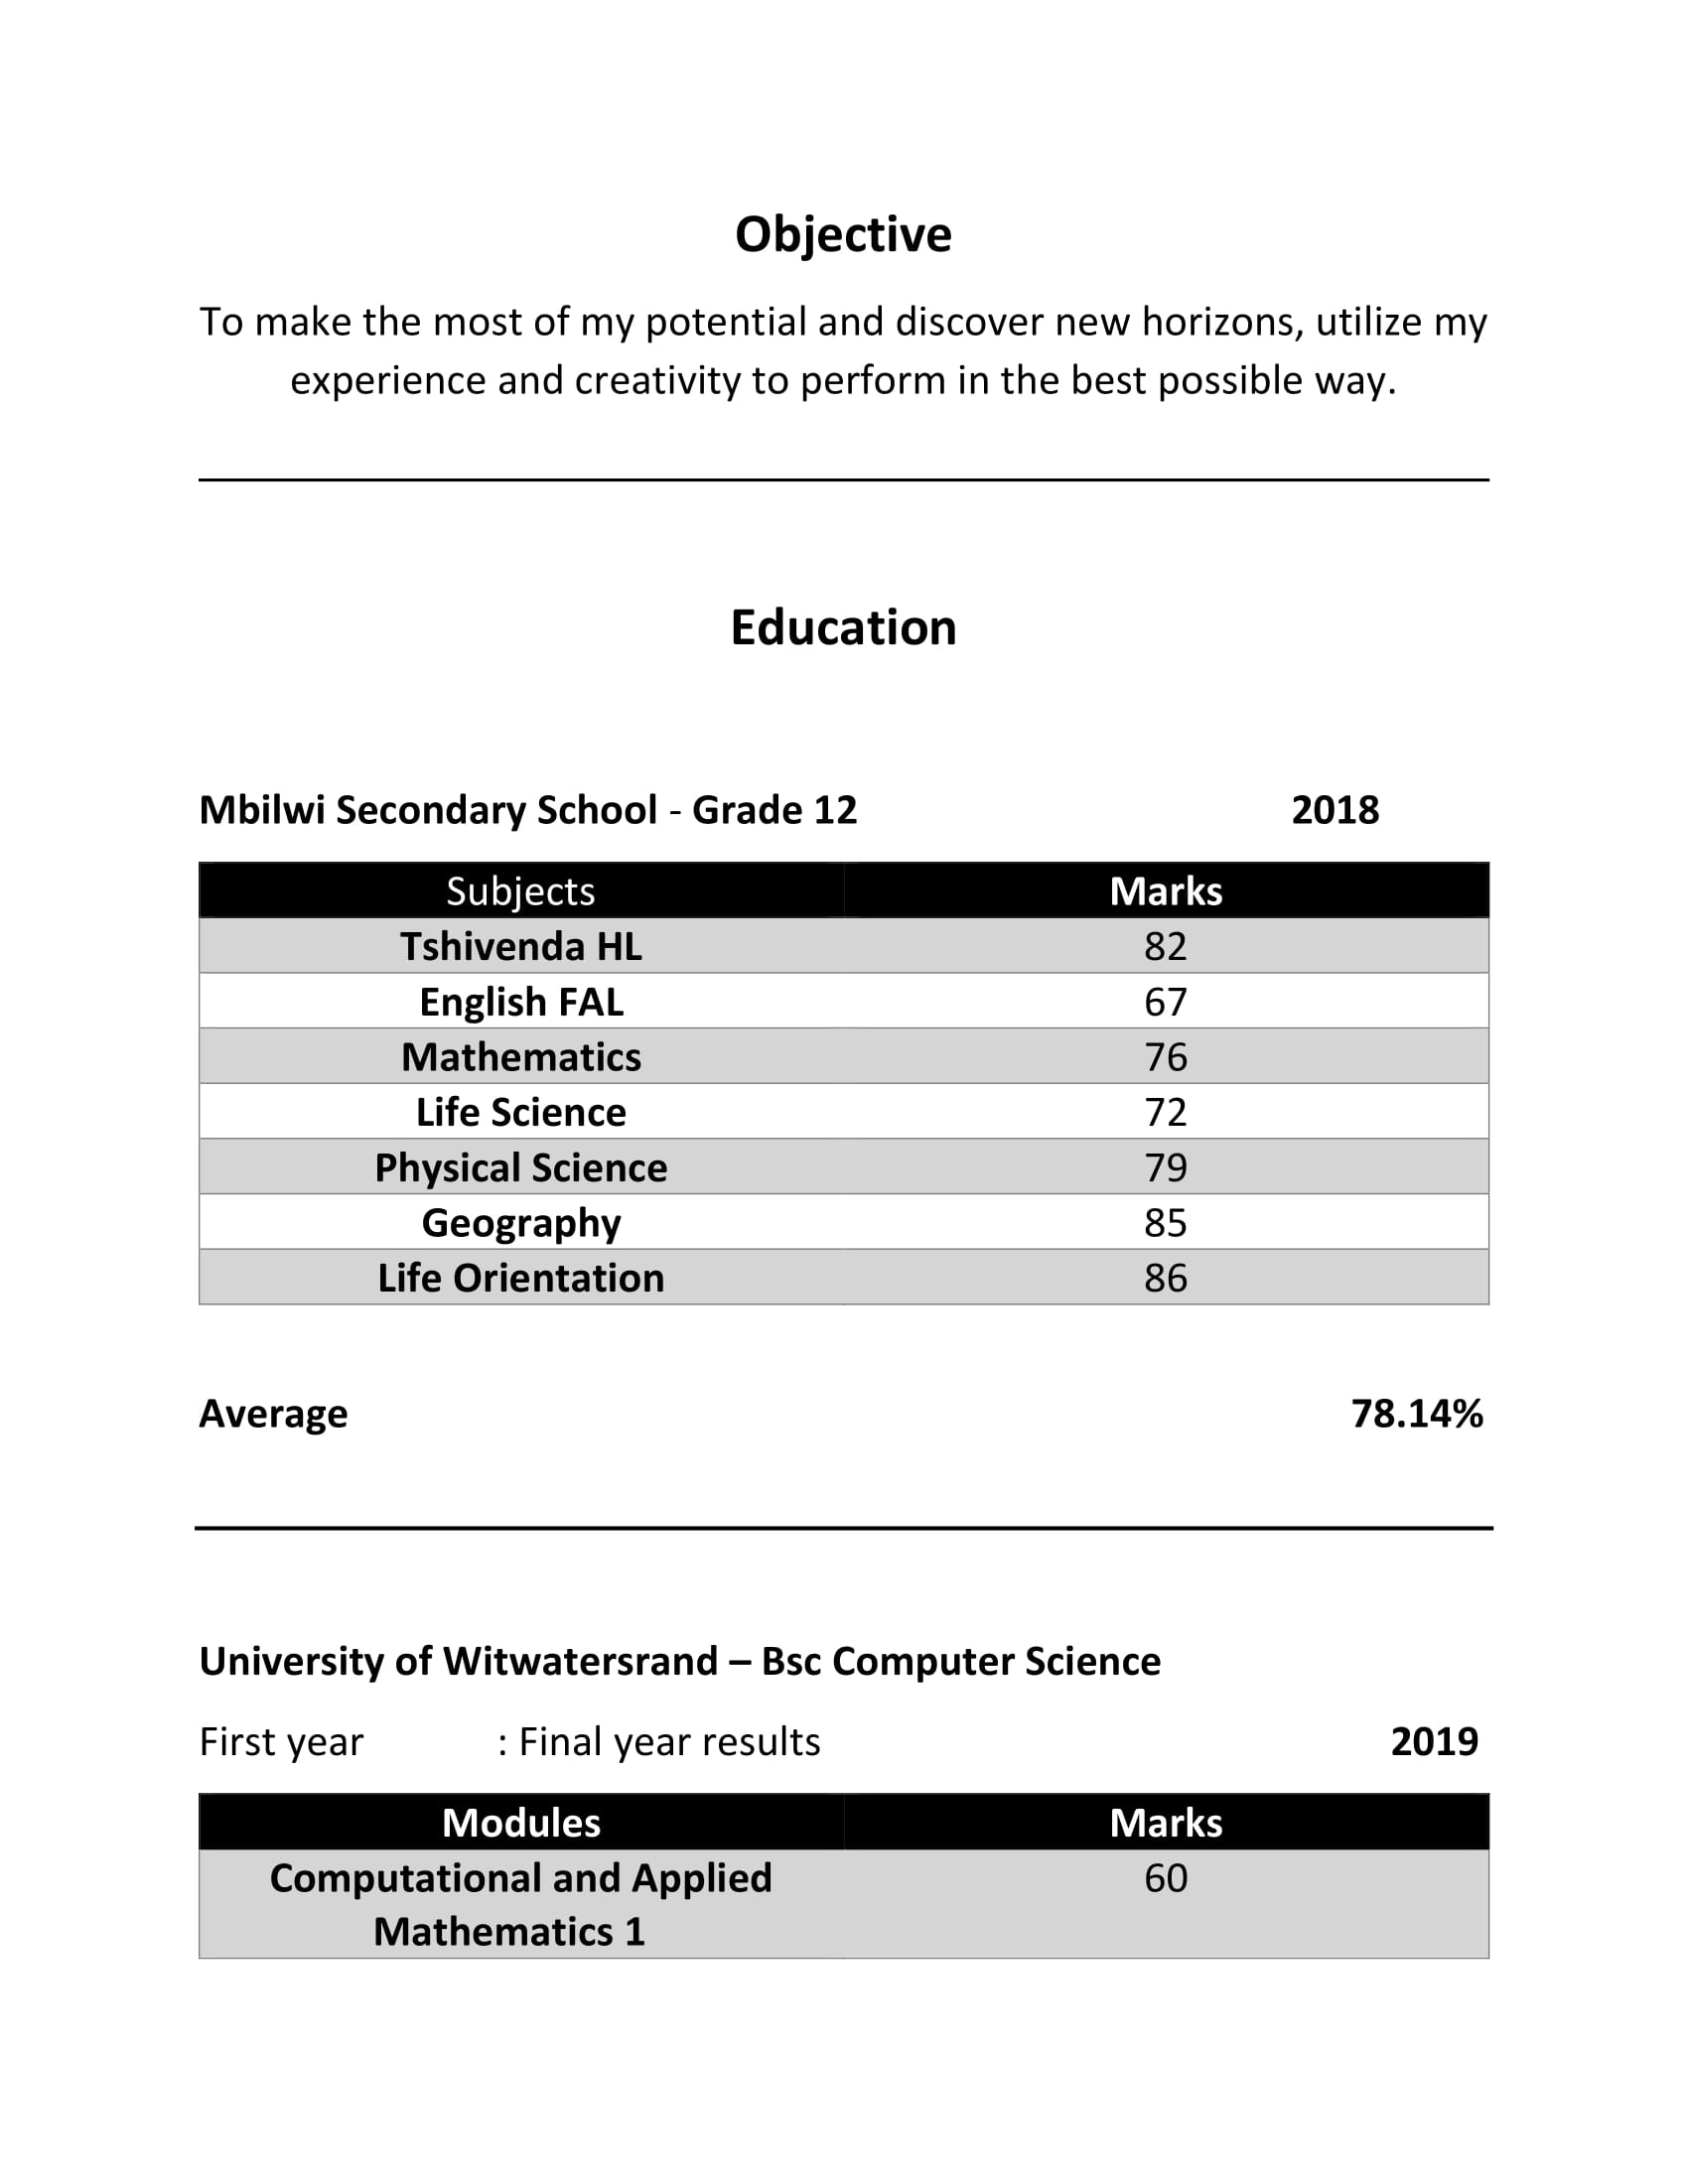 Objective
To make the most of my potential and discover new horizons, utilize my
experience and creativity to perform in the best possible way.
Education
Mbilwi Secondary School - Grade 12 2018
Subjects Marks
Tshivenda HL 82
English FAL 67
Mathematics 76
Life Science 72
Physical Science 79
Geography 85
Life Orientation 86
Average 78.14%
University of Witwatersrand – Bsc Computer Science
First year : Final year results 2019
Modules Marks
Computational and Applied 60
Mathematics 1